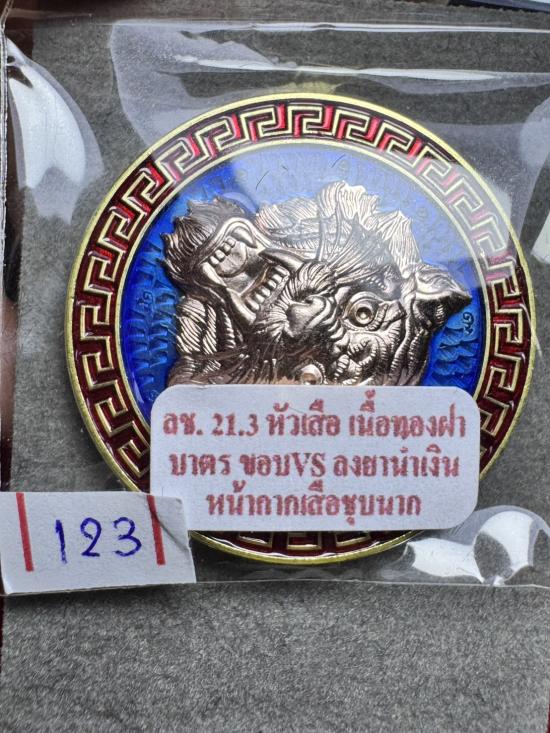 ลช. 21.3 หัวเสือ เนื้อทองฝา
บาตร ขอบVS ลงยาน้ำเงิน
หน้ากากเสือชุบนาก
123